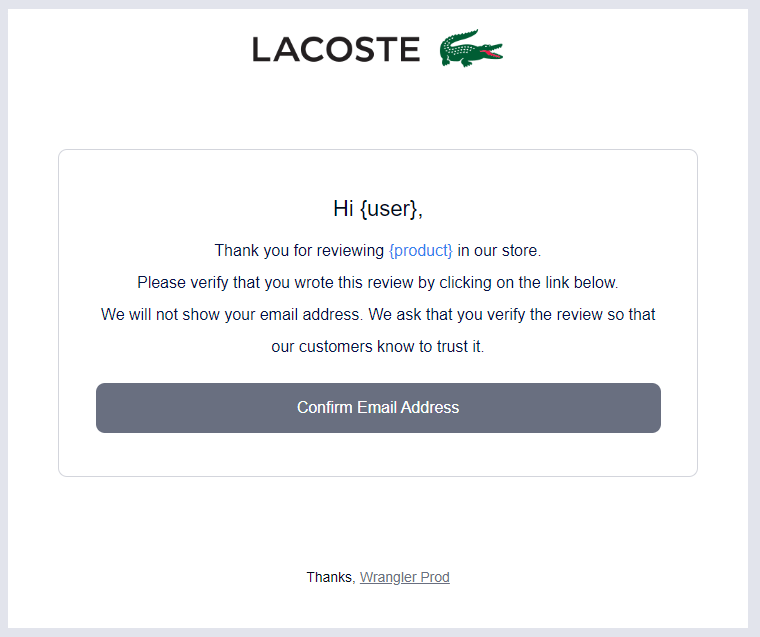 LACOSTE
Hi {user},
Thank you for reviewing {product} in our store.
Please verify that you wrote this review by clicking on the link below.
We will not show your email address. We ask that you verify the review so that
our customers know to trust it.
Confirm Email Address
Thanks, Wrangler Prod